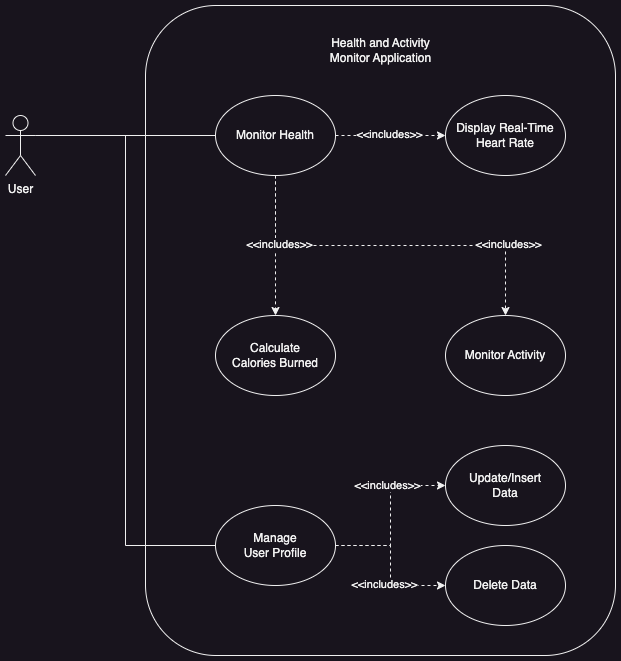 Health and Activity
Monitor Application
Monitor Health
<<includes>>
Display Real-Time
Heart Rate
User
<<includes>>
<<includes>>
Calculate
Calories Burned
Monitor Activity
<<includes>>
Update/Insert
Data
Manage
User Profile
<<includes>>
Delete Data